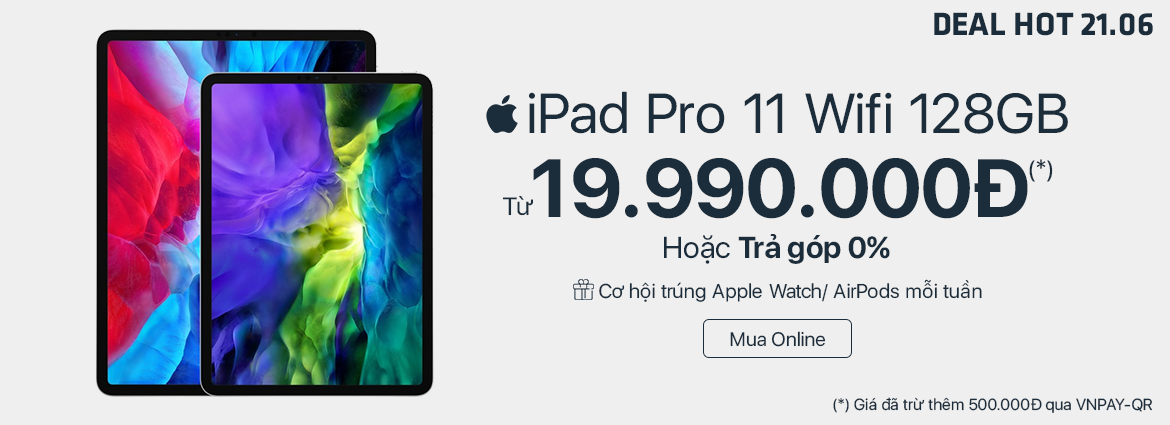 DEAL HOT 21.06
iPad Pro 11 Wifi 128GB
Từ 19.990.000Đ(*)
Hoặc Trả góp 0%
Cơ hội trúng Apple Watch/ AirPods mỗi tuần
Mua Online
(*) Giá đã trừ thêm 500.000Đ qua VNPAY-QR